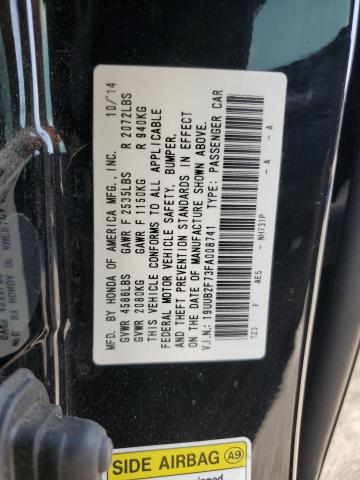 MFD. BY HONDA OF AMERICA MFG., INC. 10/14
GVWR 4586LBS GAWR F 2535LBS R 2072LBS
GVWR 2080KG GAWR F 1150KG R 940KG
THIS VEHICLE CONFORMS TO ALL APPLICABLE
FEDERAL MOTOR VEHICLE SAFETY, BUMPER,
AND THEFT PREVENTION STANDARDS IN EFFECT
ON THE DATE OF MANUFACTURE SHOWN ABOVE.
V.I.N.: 19UUB2F73FA008741 TYPE: PASSENGER CAR
123 F AE5 - NH731P - A - A
SIDE AIRBAG A9